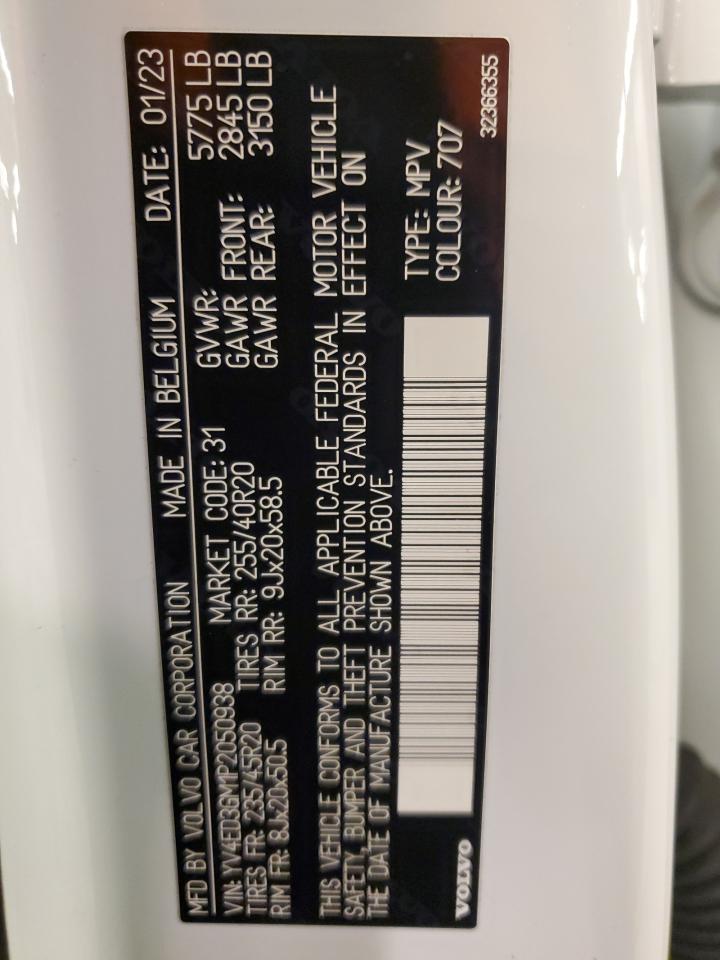 MFD BY VOLVO CAR CORPORATION MADE IN BELGIUM DATE: 01/23
VIN: YV4ED3GM1P2050938 MARKET CODE: 31 GVWR: 5775 LB
TIRES FR: 235/45R20 TIRES RR: 255/40R20 GAWR FRONT: 2845 LB
RIM FR: 8Jx20x50.5 RIM RR: 9Jx20x58.5 GAWR REAR: 3150 LB
THIS VEHICLE CONFORMS TO ALL APPLICABLE FEDERAL MOTOR VEHICLE
SAFETY, BUMPER AND THEFT PREVENTION STANDARDS IN EFFECT ON
THE DATE OF MANUFACTURE SHOWN ABOVE.
TYPE: MPV
COLOUR: 707
VOLVO 32366355